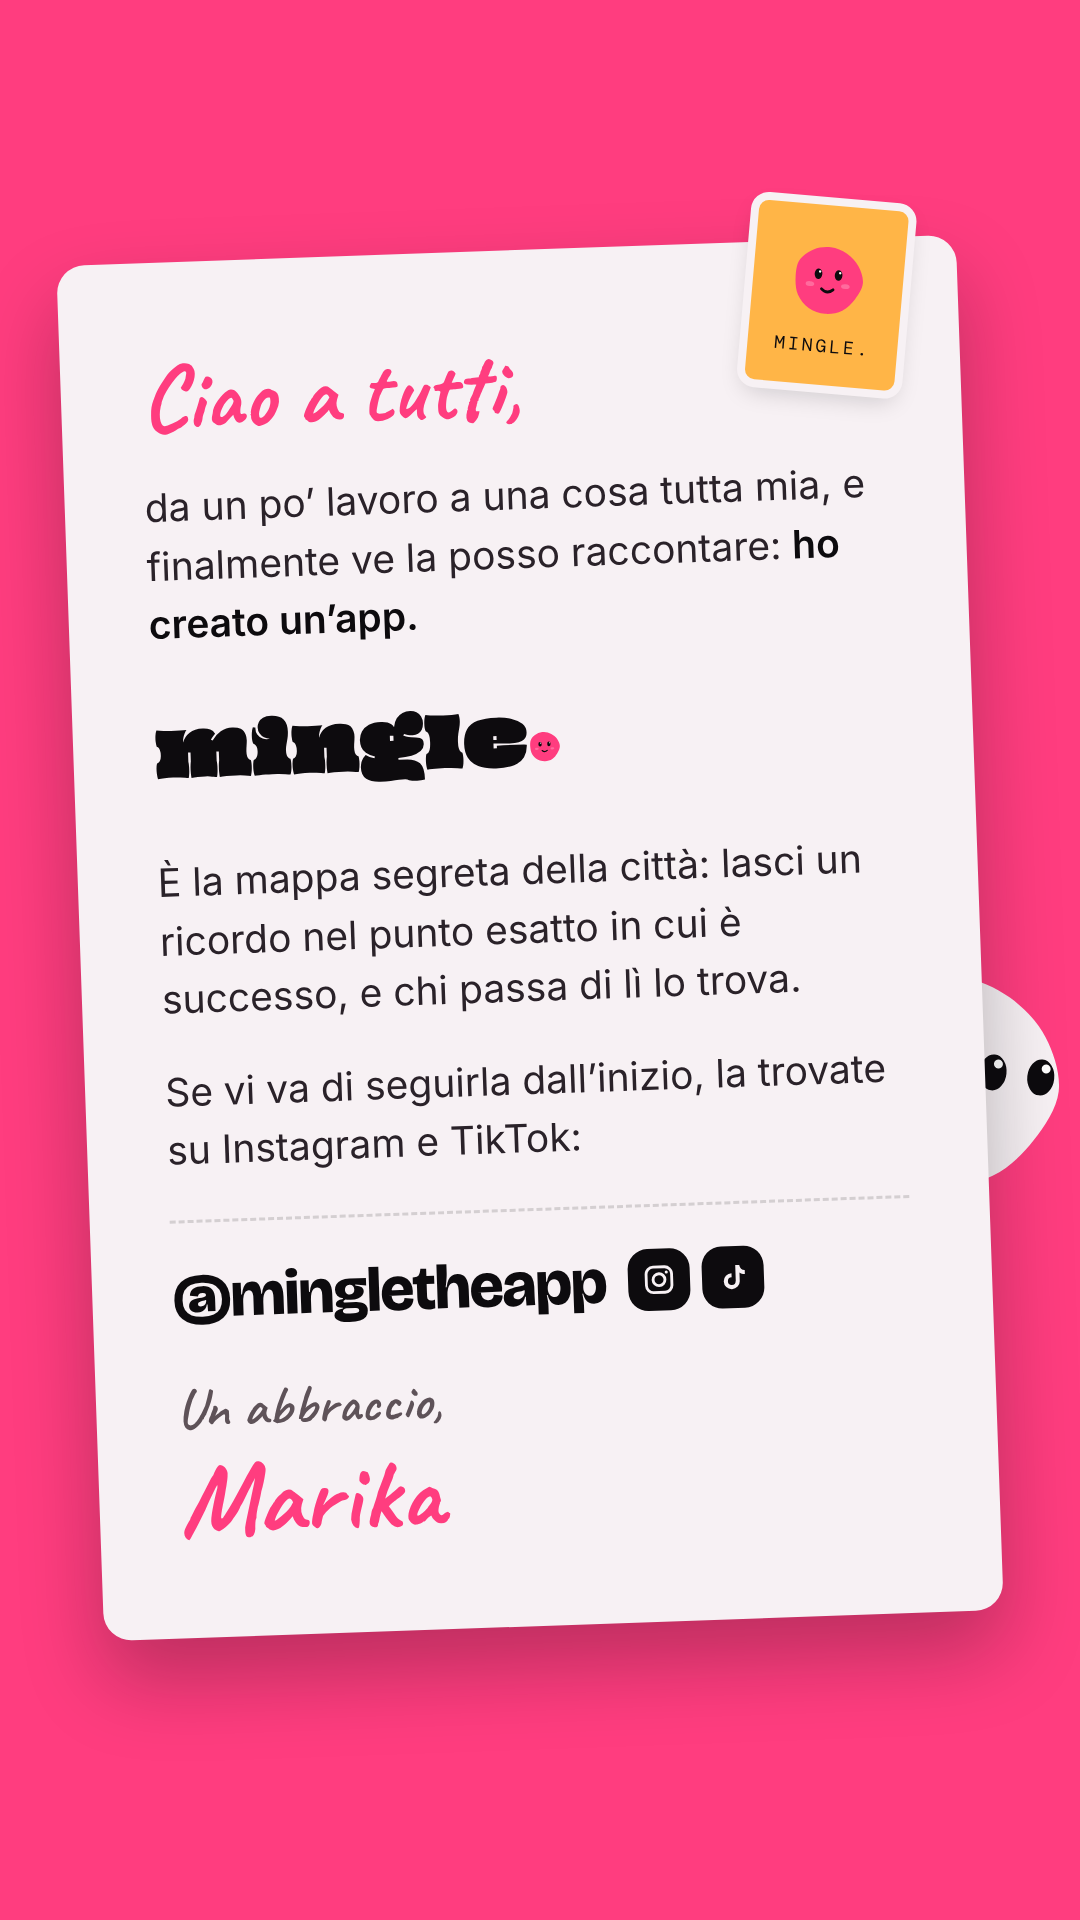 MINGLE.
Ciao a tutti,
da un po’ lavoro a una cosa tutta mia, e
finalmente ve la posso raccontare: ho
creato un’app.
mingle
È la mappa segreta della città: lasci un
ricordo nel punto esatto in cui è
successo, e chi passa di lì lo trova.
Se vi va di seguirla dall’inizio, la trovate
su Instagram e TikTok:
@mingletheapp
Un abbraccio,
Marika